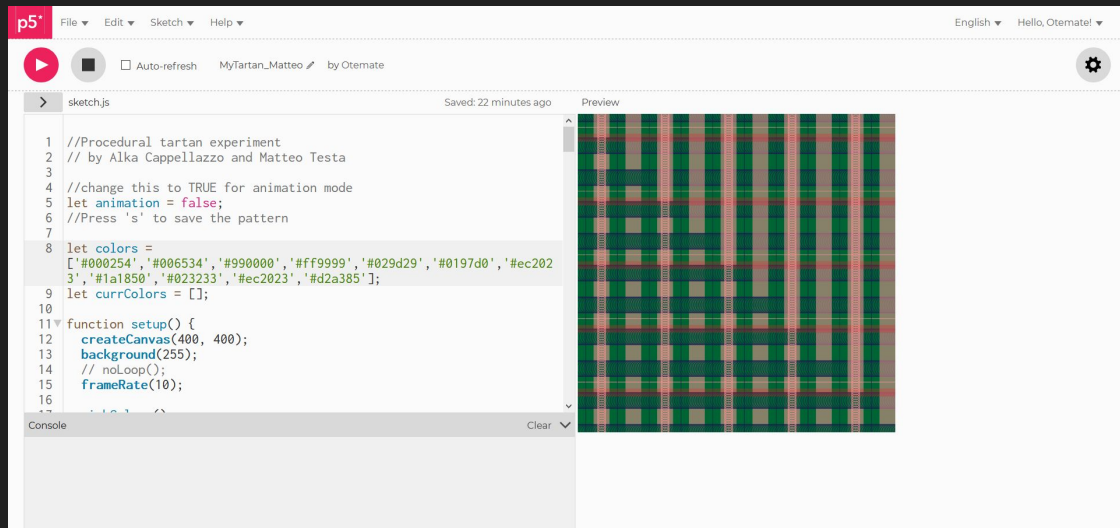 p5* File Edit Sketch Help English Hello, Otemate!
Auto-refresh MyTartan_Matteo by Otemate
sketch.js Saved: 22 minutes ago Preview
1 //Procedural tartan experiment
2 // by Alka Cappellazzo and Matteo Testa
3
4 //change this to TRUE for animation mode
5 let animation = false;
6 //Press 's' to save the pattern
7
8 let colors =
['#000254','#006534','#990000','#ff9999','#029d29','#0197d0','#ec202
3','#1a1850','#023233','#ec2023','#d2a385'];
9 let currColors = [];
10
11 function setup() {
12 createCanvas(400, 400);
13 background(255);
14 // noLoop();
15 frameRate(10);
16
Console Clear